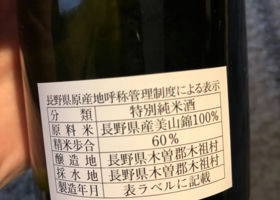 長野県原産地呼称管理制度による表示
分類 特別純米酒
原料米 長野県産美山錦100%
精米歩合 60%
醸造地 長野県木曽郡木祖村
採水地 長野県木曽郡木祖村
製造年月 表ラベルに記載